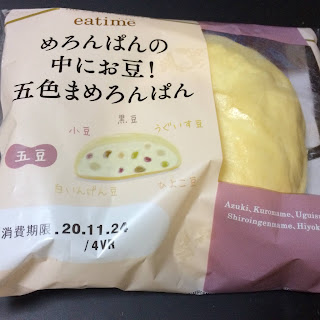 eatime
めろんぱんの
中にお豆!
五色まめろんぱん
黒豆
小豆
うぐいす豆
五豆
白いんげん豆
ひよこ豆
Azuki, Kuromame, Uguis
Shiroingenmame, Hiyok
消費期限 .20.11.24
/4VR